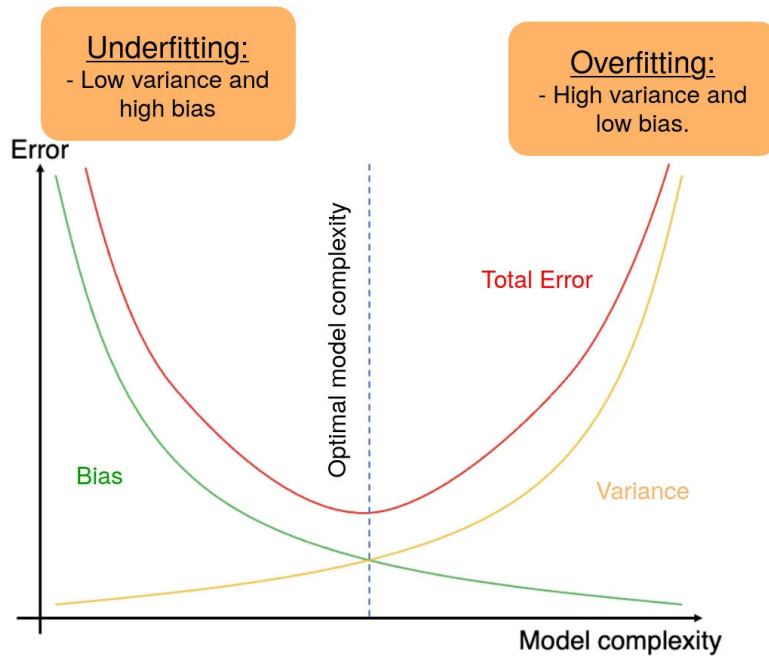 Underfitting:
- Low variance and
high bias
Overfitting:
- High variance and
low bias.
Error
Optimal model complexity
Total Error
Bias
Variance
Model complexity